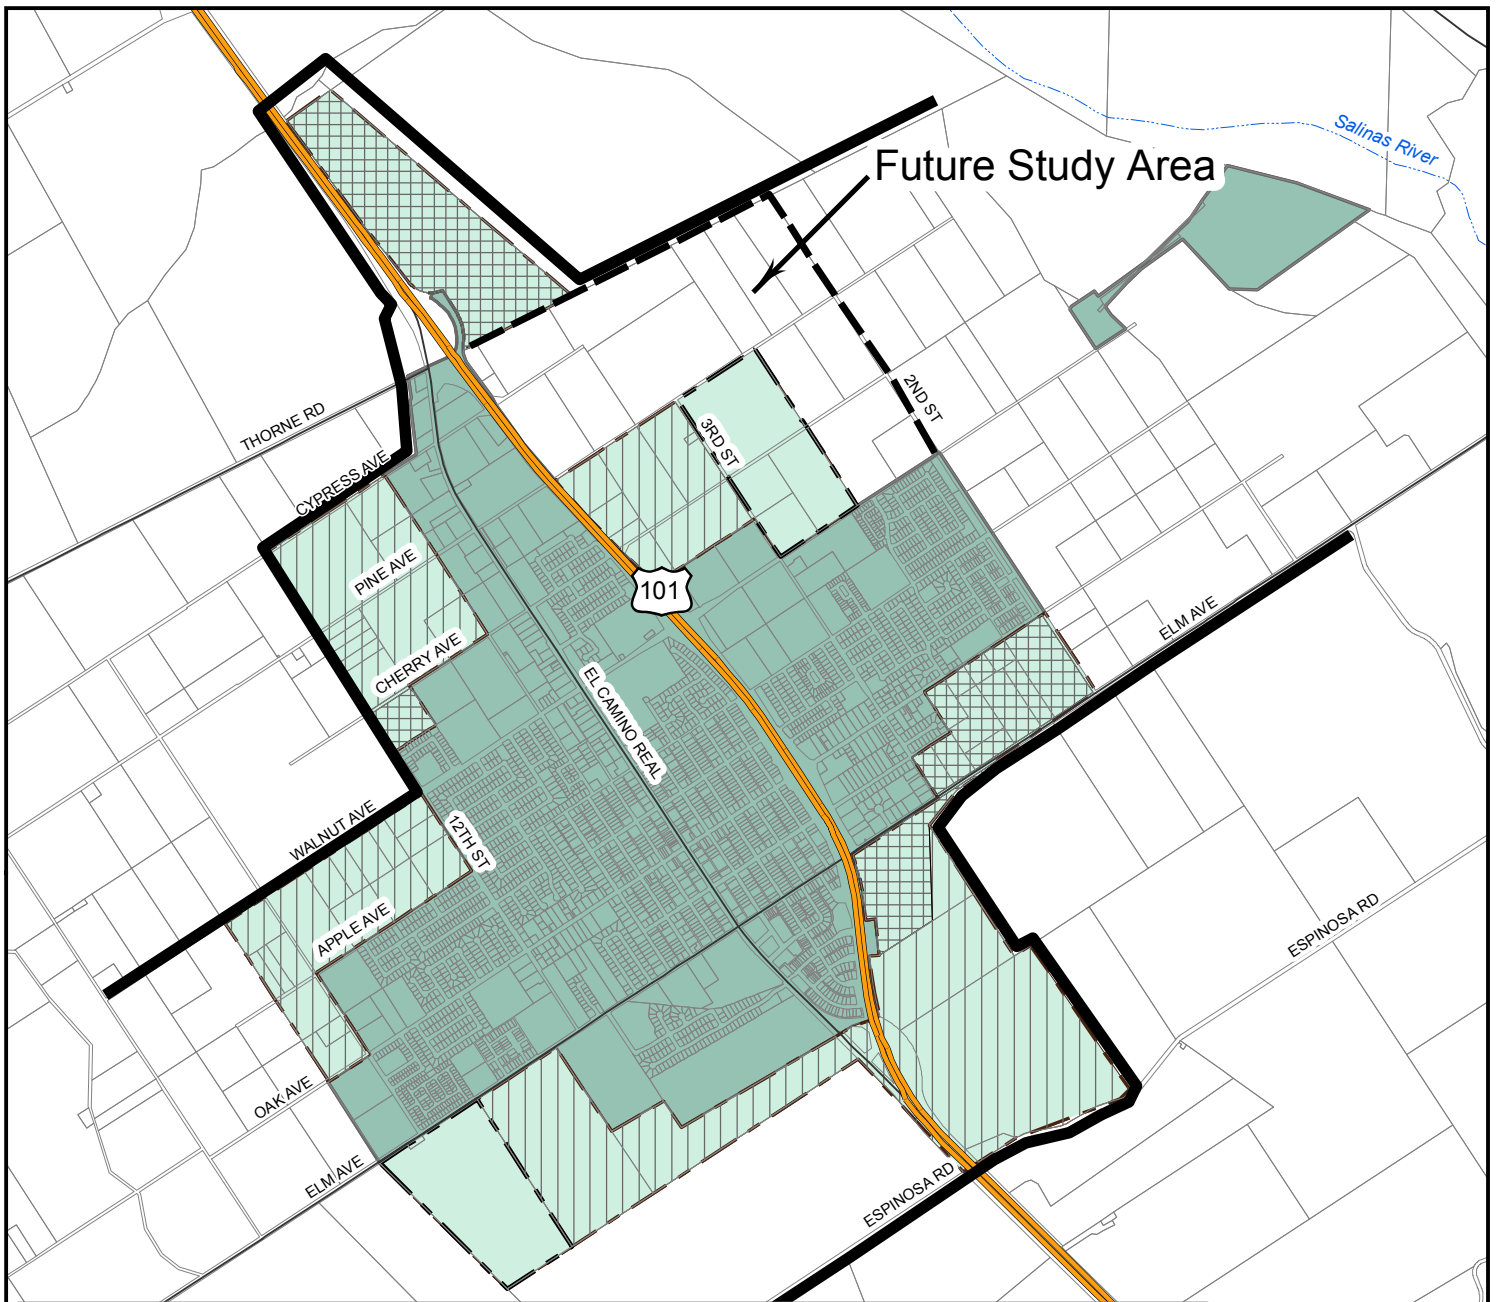 Salinas River
Future Study Area
2ND ST
THORNE RD
3RD ST
CYPRESS AVE
PINE AVE
101
ELM AVE
CHERRY AVE
EL CAMINO REAL
WALNUT AVE
12TH ST
APPLE AVE
ESPINOSA RD
OAK AVE
ELM AVE
ESPINOSA RD